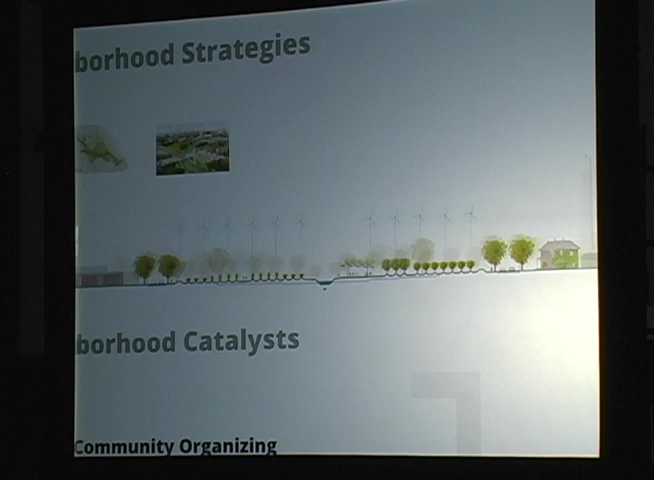 borhood Strategies
borhood Catalysts
Community Organizing